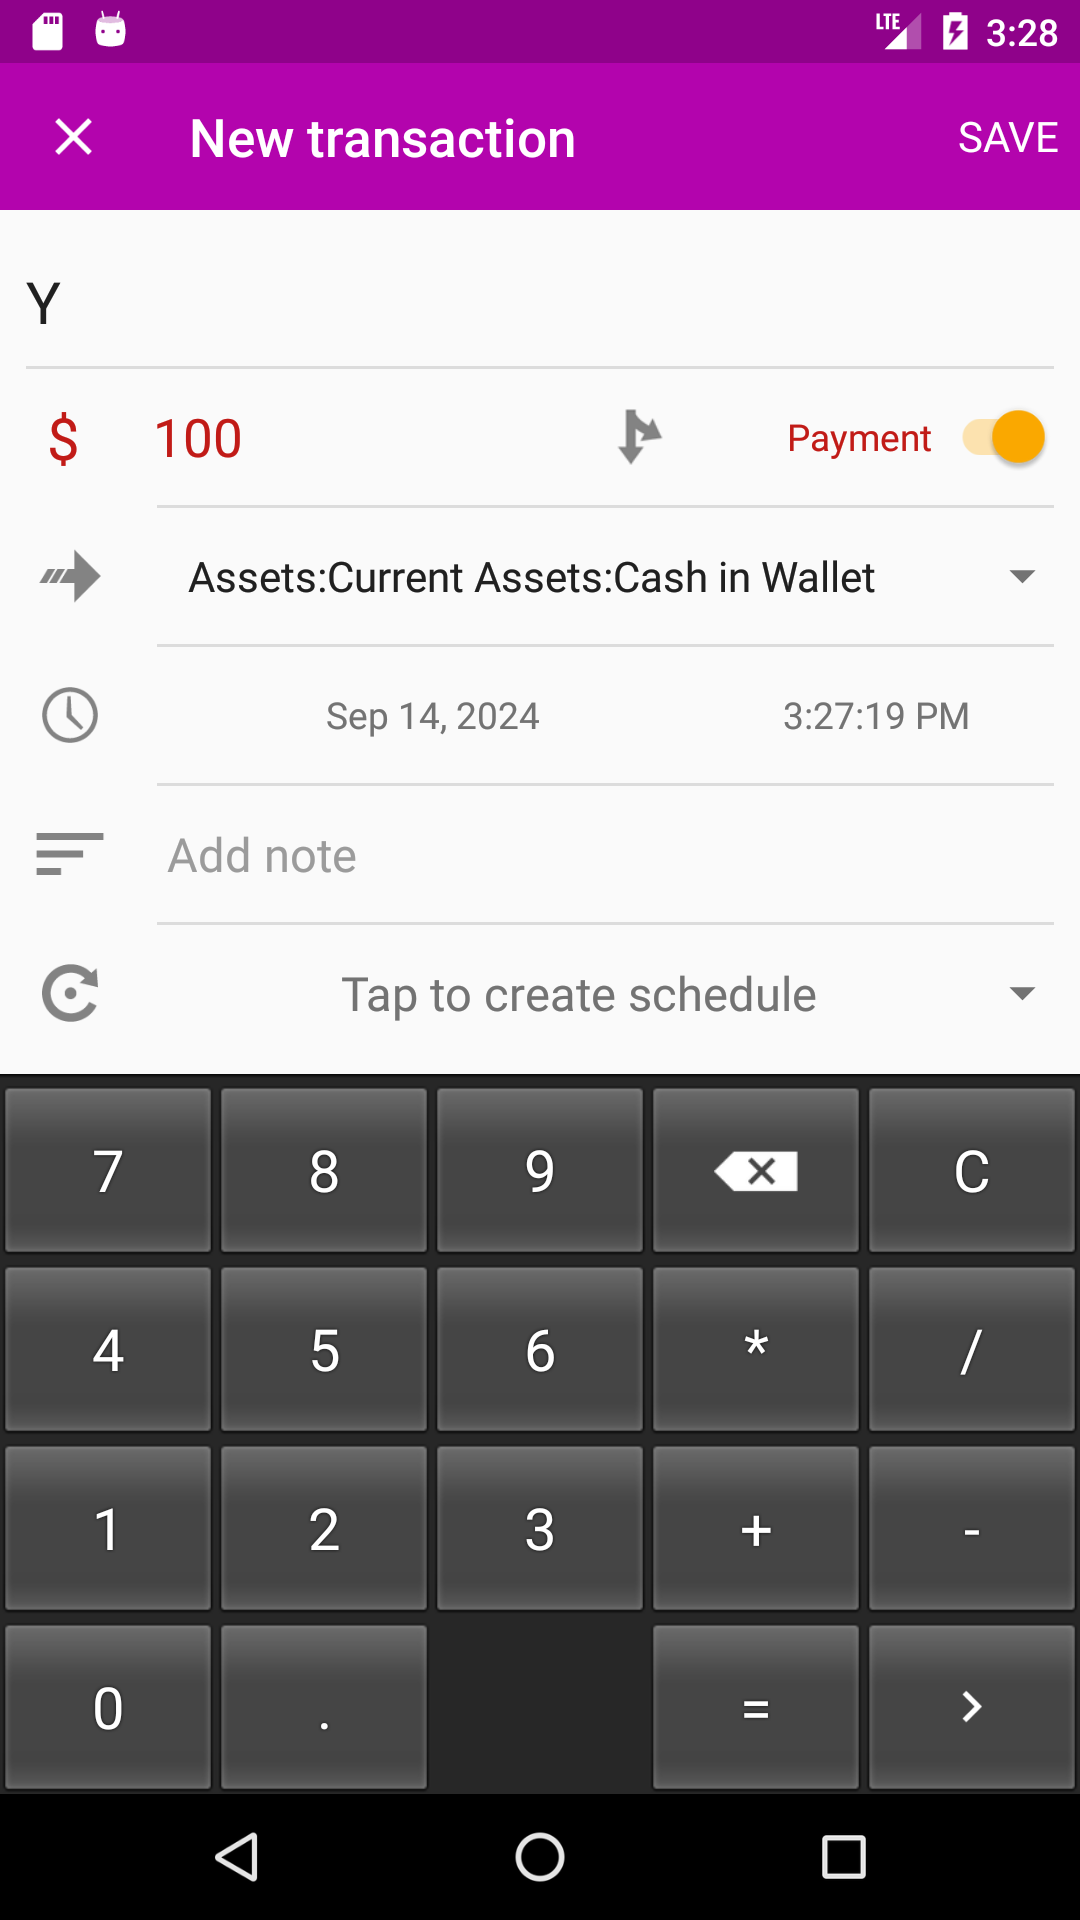 LTE 3:28
New transaction SAVE
Y
$ 100 Payment
Assets:Current Assets:Cash in Wallet
Sep 14, 2024 3:27:19 PM
Add note
Tap to create schedule
7 8 9 C
4 5 6 * /
1 2 3 + -
0 . = >